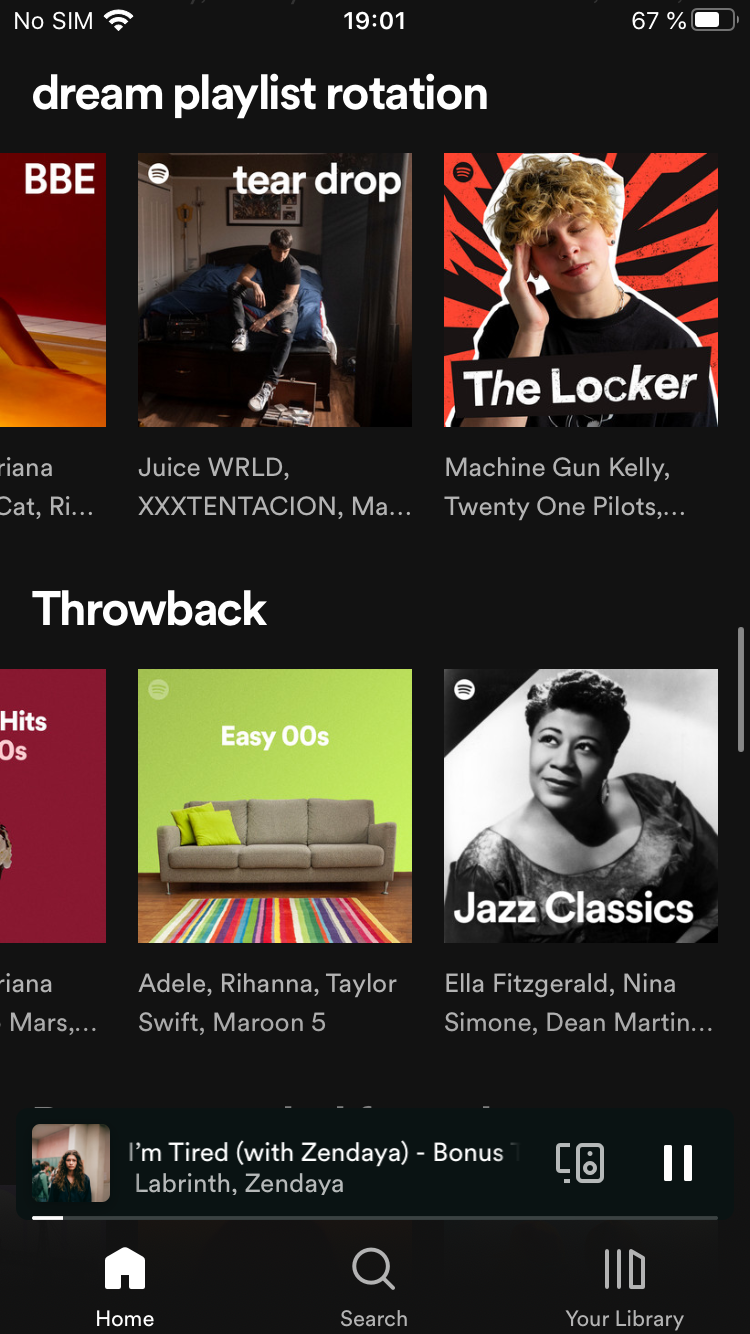 No SIM 19:01 67 %
dream playlist rotation
BBE
tear drop
The Locker
riana
Cat, Ri...
Juice WRLD,
XXXTENTACION, Ma...
Machine Gun Kelly,
Twenty One Pilots,...
Throwback
Hits
0s
Easy 00s
Jazz Classics
riana
Mars,...
Adele, Rihanna, Taylor
Swift, Maroon 5
Ella Fitzgerald, Nina
Simone, Dean Martin...
I'm Tired (with Zendaya) - Bonus T
Labrinth, Zendaya
Home
Search
Your Library